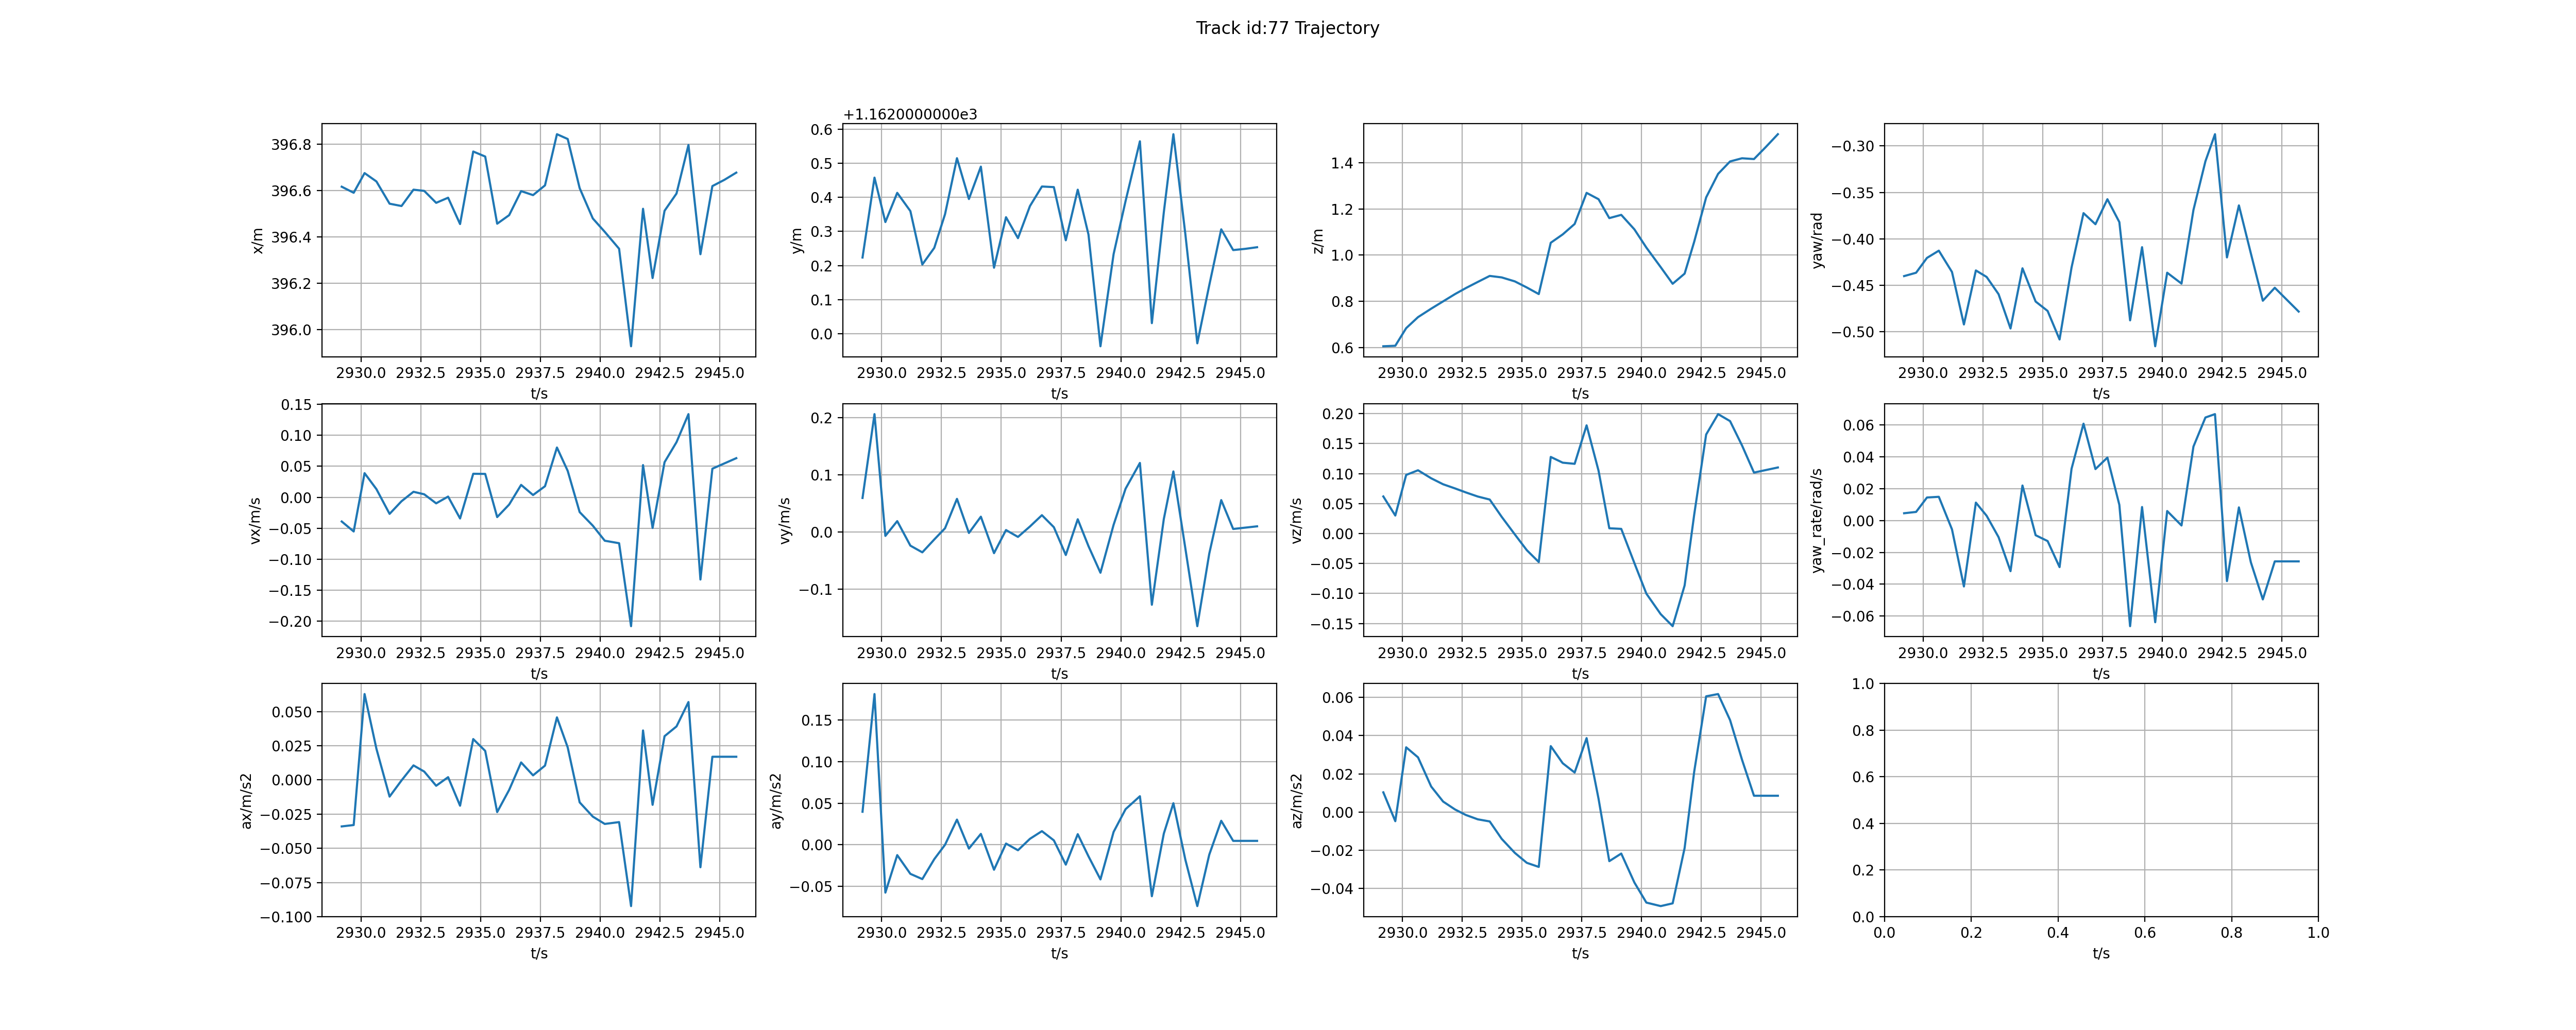 Track id:77 Trajectory
+1.1620000000e3
396.8
396.6
396.4
396.2
396.0
x/m
2930.0 2932.5 2935.0 2937.5 2940.0 2942.5 2945.0
t/s
0.6
0.5
0.4
0.3
0.2
0.1
0.0
y/m
2930.0 2932.5 2935.0 2937.5 2940.0 2942.5 2945.0
t/s
1.4
1.2
1.0
0.8
0.6
z/m
2930.0 2932.5 2935.0 2937.5 2940.0 2942.5 2945.0
t/s
−0.30
−0.35
−0.40
−0.45
−0.50
yaw/rad
2930.0 2932.5 2935.0 2937.5 2940.0 2942.5 2945.0
t/s
0.15
0.10
0.05
0.00
−0.05
−0.10
−0.15
−0.20
vx/m/s
2930.0 2932.5 2935.0 2937.5 2940.0 2942.5 2945.0
t/s
0.2
0.1
0.0
−0.1
vy/m/s
2930.0 2932.5 2935.0 2937.5 2940.0 2942.5 2945.0
t/s
0.20
0.15
0.10
0.05
0.00
−0.05
−0.10
−0.15
vz/m/s
2930.0 2932.5 2935.0 2937.5 2940.0 2942.5 2945.0
t/s
0.06
0.04
0.02
0.00
−0.02
−0.04
−0.06
yaw_rate/rad/s
2930.0 2932.5 2935.0 2937.5 2940.0 2942.5 2945.0
t/s
0.050
0.025
0.000
−0.025
−0.050
−0.075
−0.100
ax/m/s2
2930.0 2932.5 2935.0 2937.5 2940.0 2942.5 2945.0
t/s
0.15
0.10
0.05
0.00
−0.05
ay/m/s2
2930.0 2932.5 2935.0 2937.5 2940.0 2942.5 2945.0
t/s
0.06
0.04
0.02
0.00
−0.02
−0.04
az/m/s2
2930.0 2932.5 2935.0 2937.5 2940.0 2942.5 2945.0
t/s
1.0
0.8
0.6
0.4
0.2
0.0
0.0 0.2 0.4 0.6 0.8 1.0
t/s